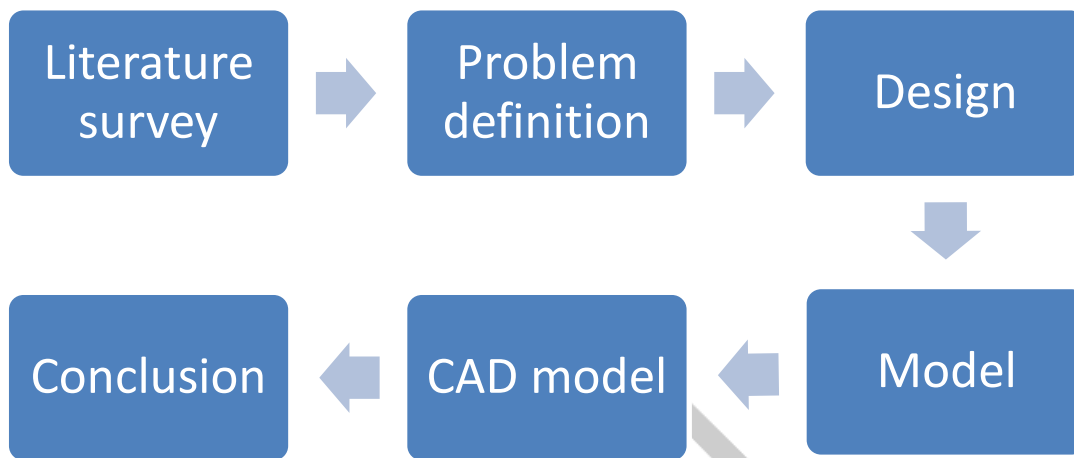 Literature
survey
Problem
definition
Design
Model
CAD model
Conclusion